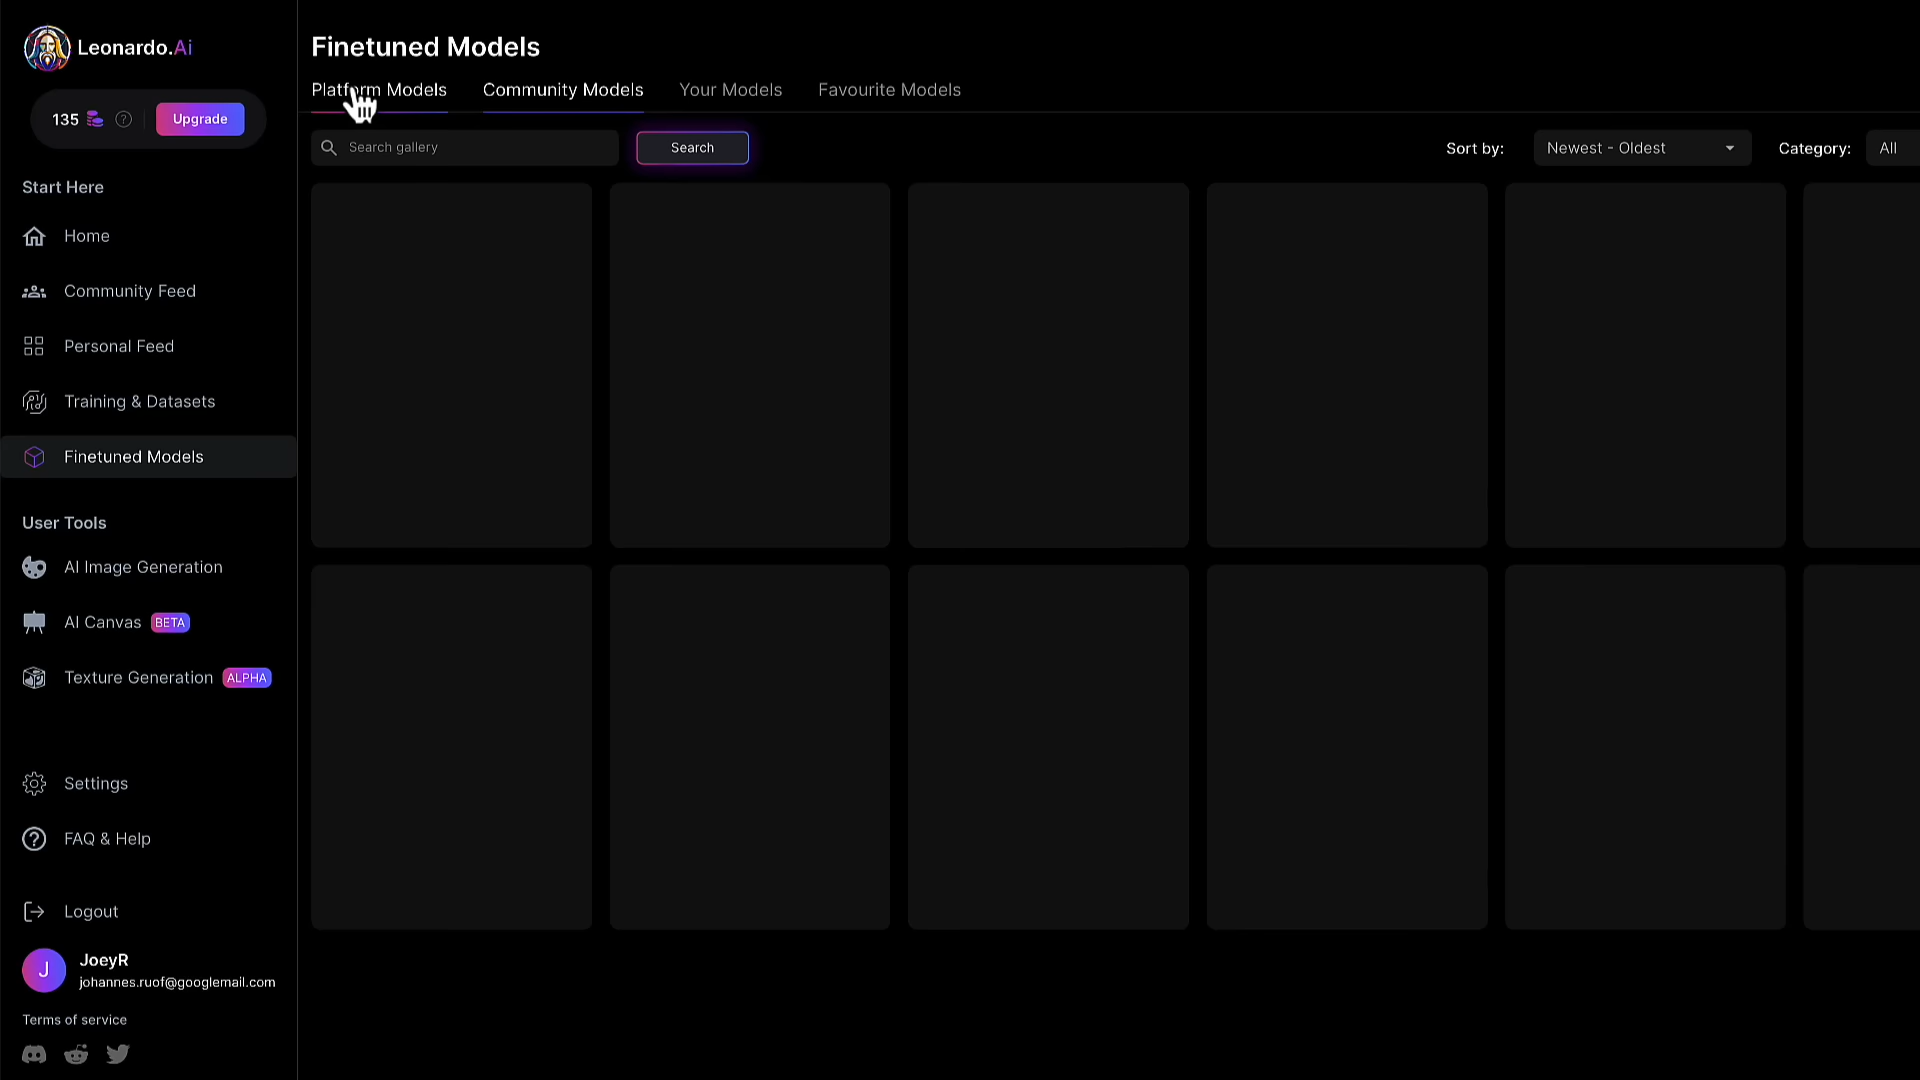 Leonardo.Ai
135
Upgrade
Start Here
Home
Community Feed
Personal Feed
Training & Datasets
Finetuned Models
User Tools
AI Image Generation
AI Canvas BETA
Texture Generation ALPHA
Settings
FAQ & Help
Logout
J
JoeyR
johannes.ruof@googlemail.com
Terms of service
Finetuned Models
Platform Models Community Models Your Models Favourite Models
Search gallery Search Sort by: Newest - Oldest Category: All